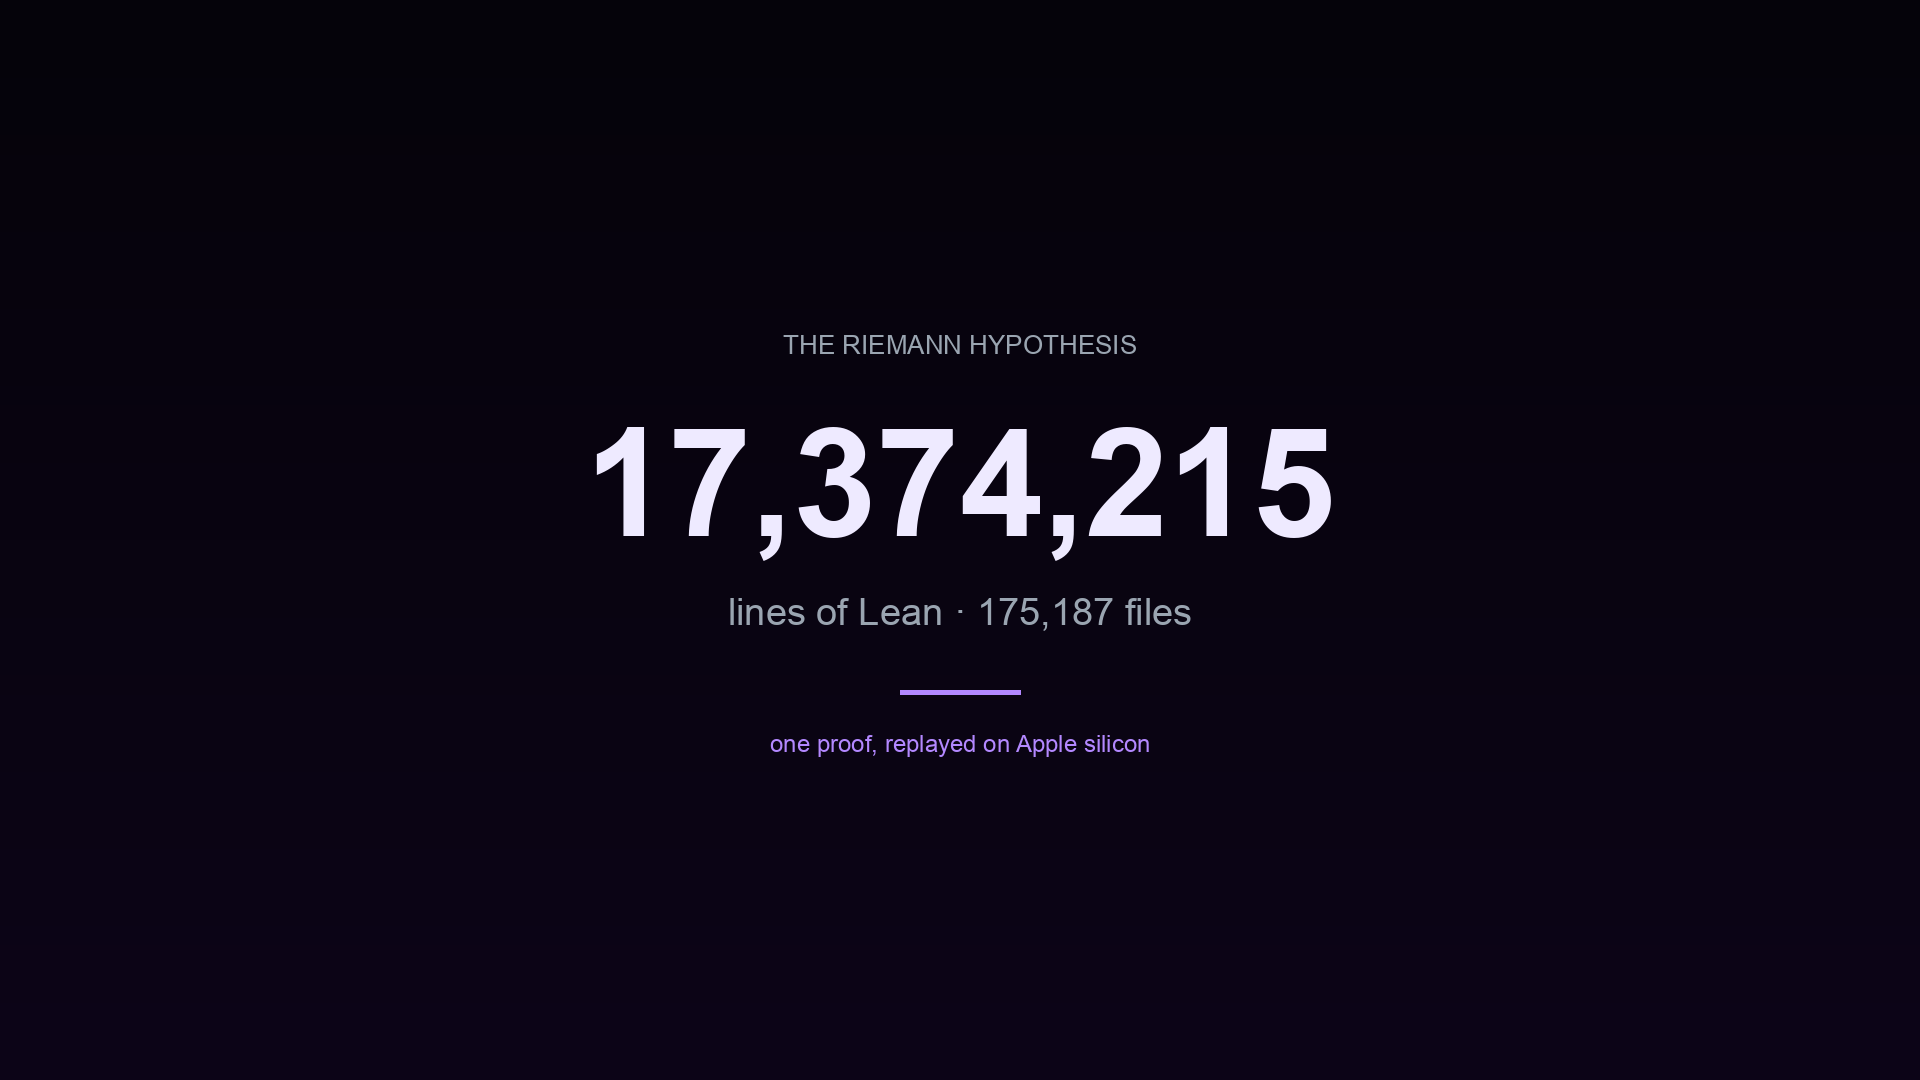 THE RIEMANN HYPOTHESIS
17,374,215
lines of Lean · 175,187 files
one proof, replayed on Apple silicon